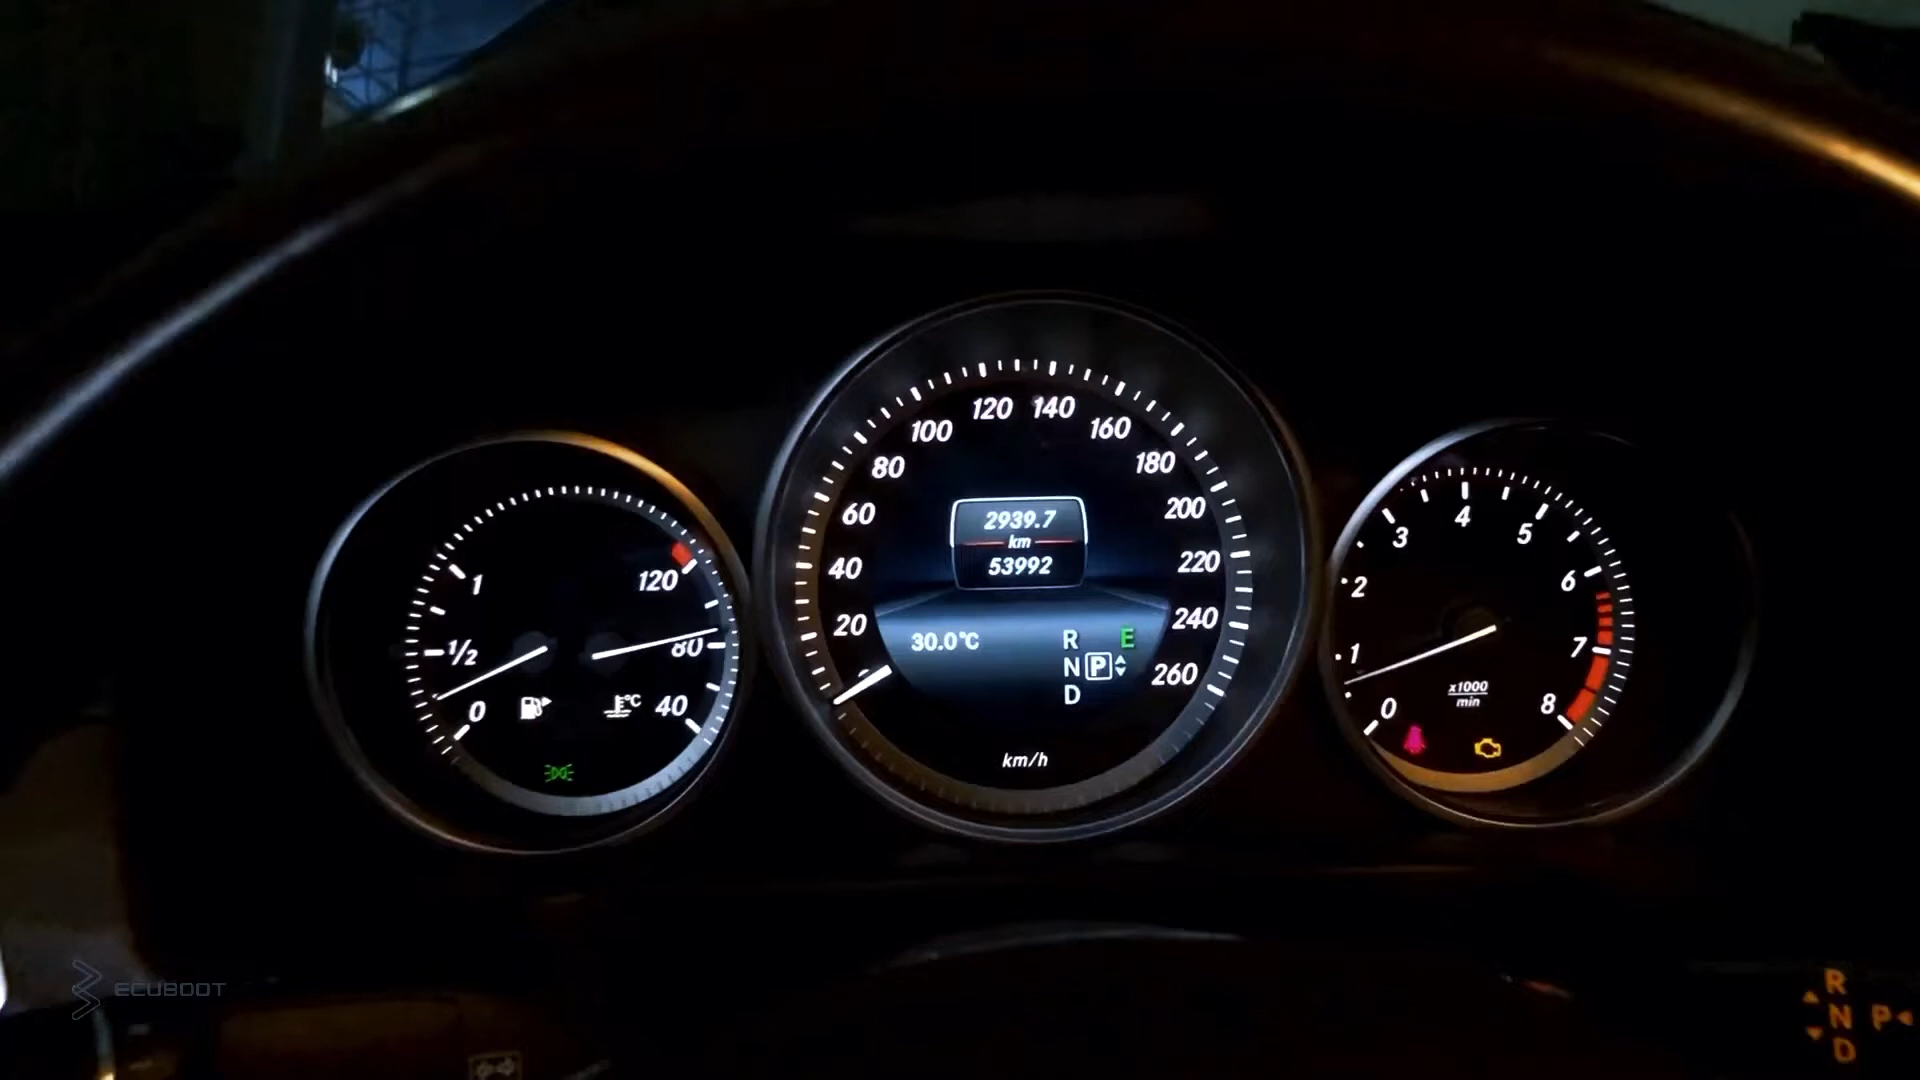 120 140
100 160
80 180
60 200
40 220
20 240
260
2939.7
km
53992
30.0°C
R E
N P
D
km/h
1
1/2
0
120
80
40
°C
4
3 5
2 6
1 7
0 8
x1000
min
ECUBOOT
R
N P
D